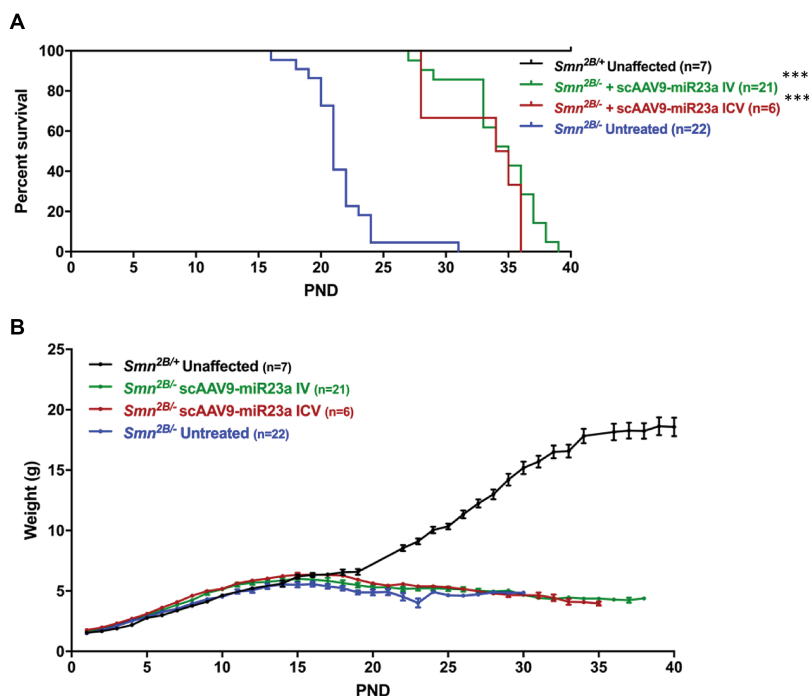 A
Percent survival
100
80
60
40
20
0
Smn2B/+ Unaffected (n=7)
Smn2B/- + scAAV9-miR23a IV (n=21) ***
Smn2B/- + scAAV9-miR23a ICV (n=6) ***
Smn2B/- Untreated (n=22)
0 5 10 15 20 25 30 35 40
PND
B
Weight (g)
25
20
15
10
5
0
Smn2B/+ Unaffected (n=7)
Smn2B/- scAAV9-miR23a IV (n=21)
Smn2B/- scAAV9-miR23a ICV (n=6)
Smn2B/- Untreated (n=22)
0 5 10 15 20 25 30 35 40
PND